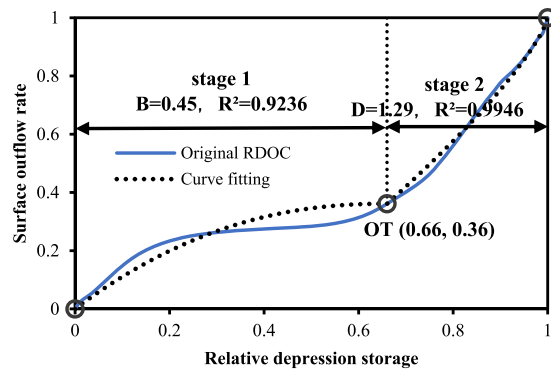 1
0.8
0.6
0.4
0.2
0
Surface outflow rate
stage 1
B=0.45, R²=0.9236
stage 2
D=1.29, R²=0.9946
Original RDOC
Curve fitting
OT (0.66, 0.36)
0 0.2 0.4 0.6 0.8 1
Relative depression storage